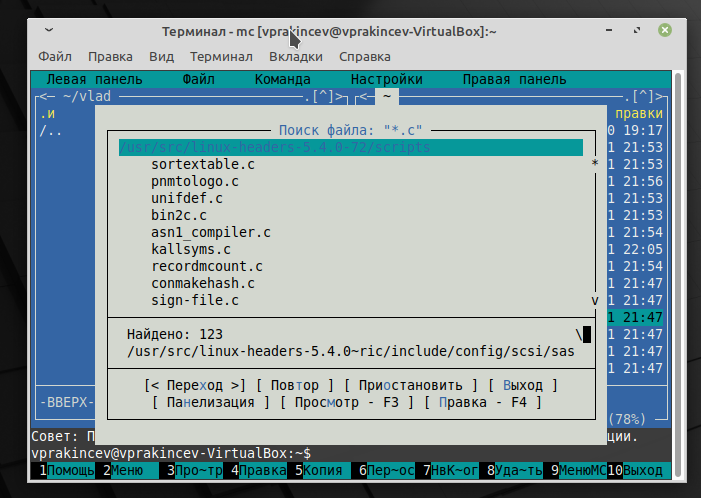 Терминал - mc [vprakincev@vprakincev-VirtualBox]:~
Файл Правка Вид Терминал Вкладки Справка
Левая панель Файл Команда Настройки Правая панель
<— ~/vlad .[^]> <— ~ .[^]>
.и правки
/.. 0 19:17
1 21:53
1 21:53
1 21:56
1 21:53
1 21:53
1 21:54
1 22:05
1 21:54
1 21:47
1 21:47
1 21:47
1 21:47
1 21:47
1 21:47
-ВВЕРХ-
(78%)
Поиск файла: "*.c"
/usr/src/linux-headers-5.4.0-72/scripts
sortextable.c *
pnmtologo.c
unifdef.c
bin2c.c
asn1_compiler.c
kallsyms.c
recordmcount.c
conmakehash.c
sign-file.c v
Найдено: 123 \
/usr/src/linux-headers-5.4.0~ric/include/config/scsi/sas
[< Переход >] [ Повтор ] [ Приостановить ] [ Выход ]
[ Панелизация ] [ Просмотр - F3 ] [ Правка - F4 ]
Совет: П ции.
vprakincev@vprakincev-VirtualBox:~$
1Помощь 2Меню 3Про~тр 4Правка 5Копия 6Пер~ос 7НвК~ог 8Уда~ть 9МенюMC 10Выход